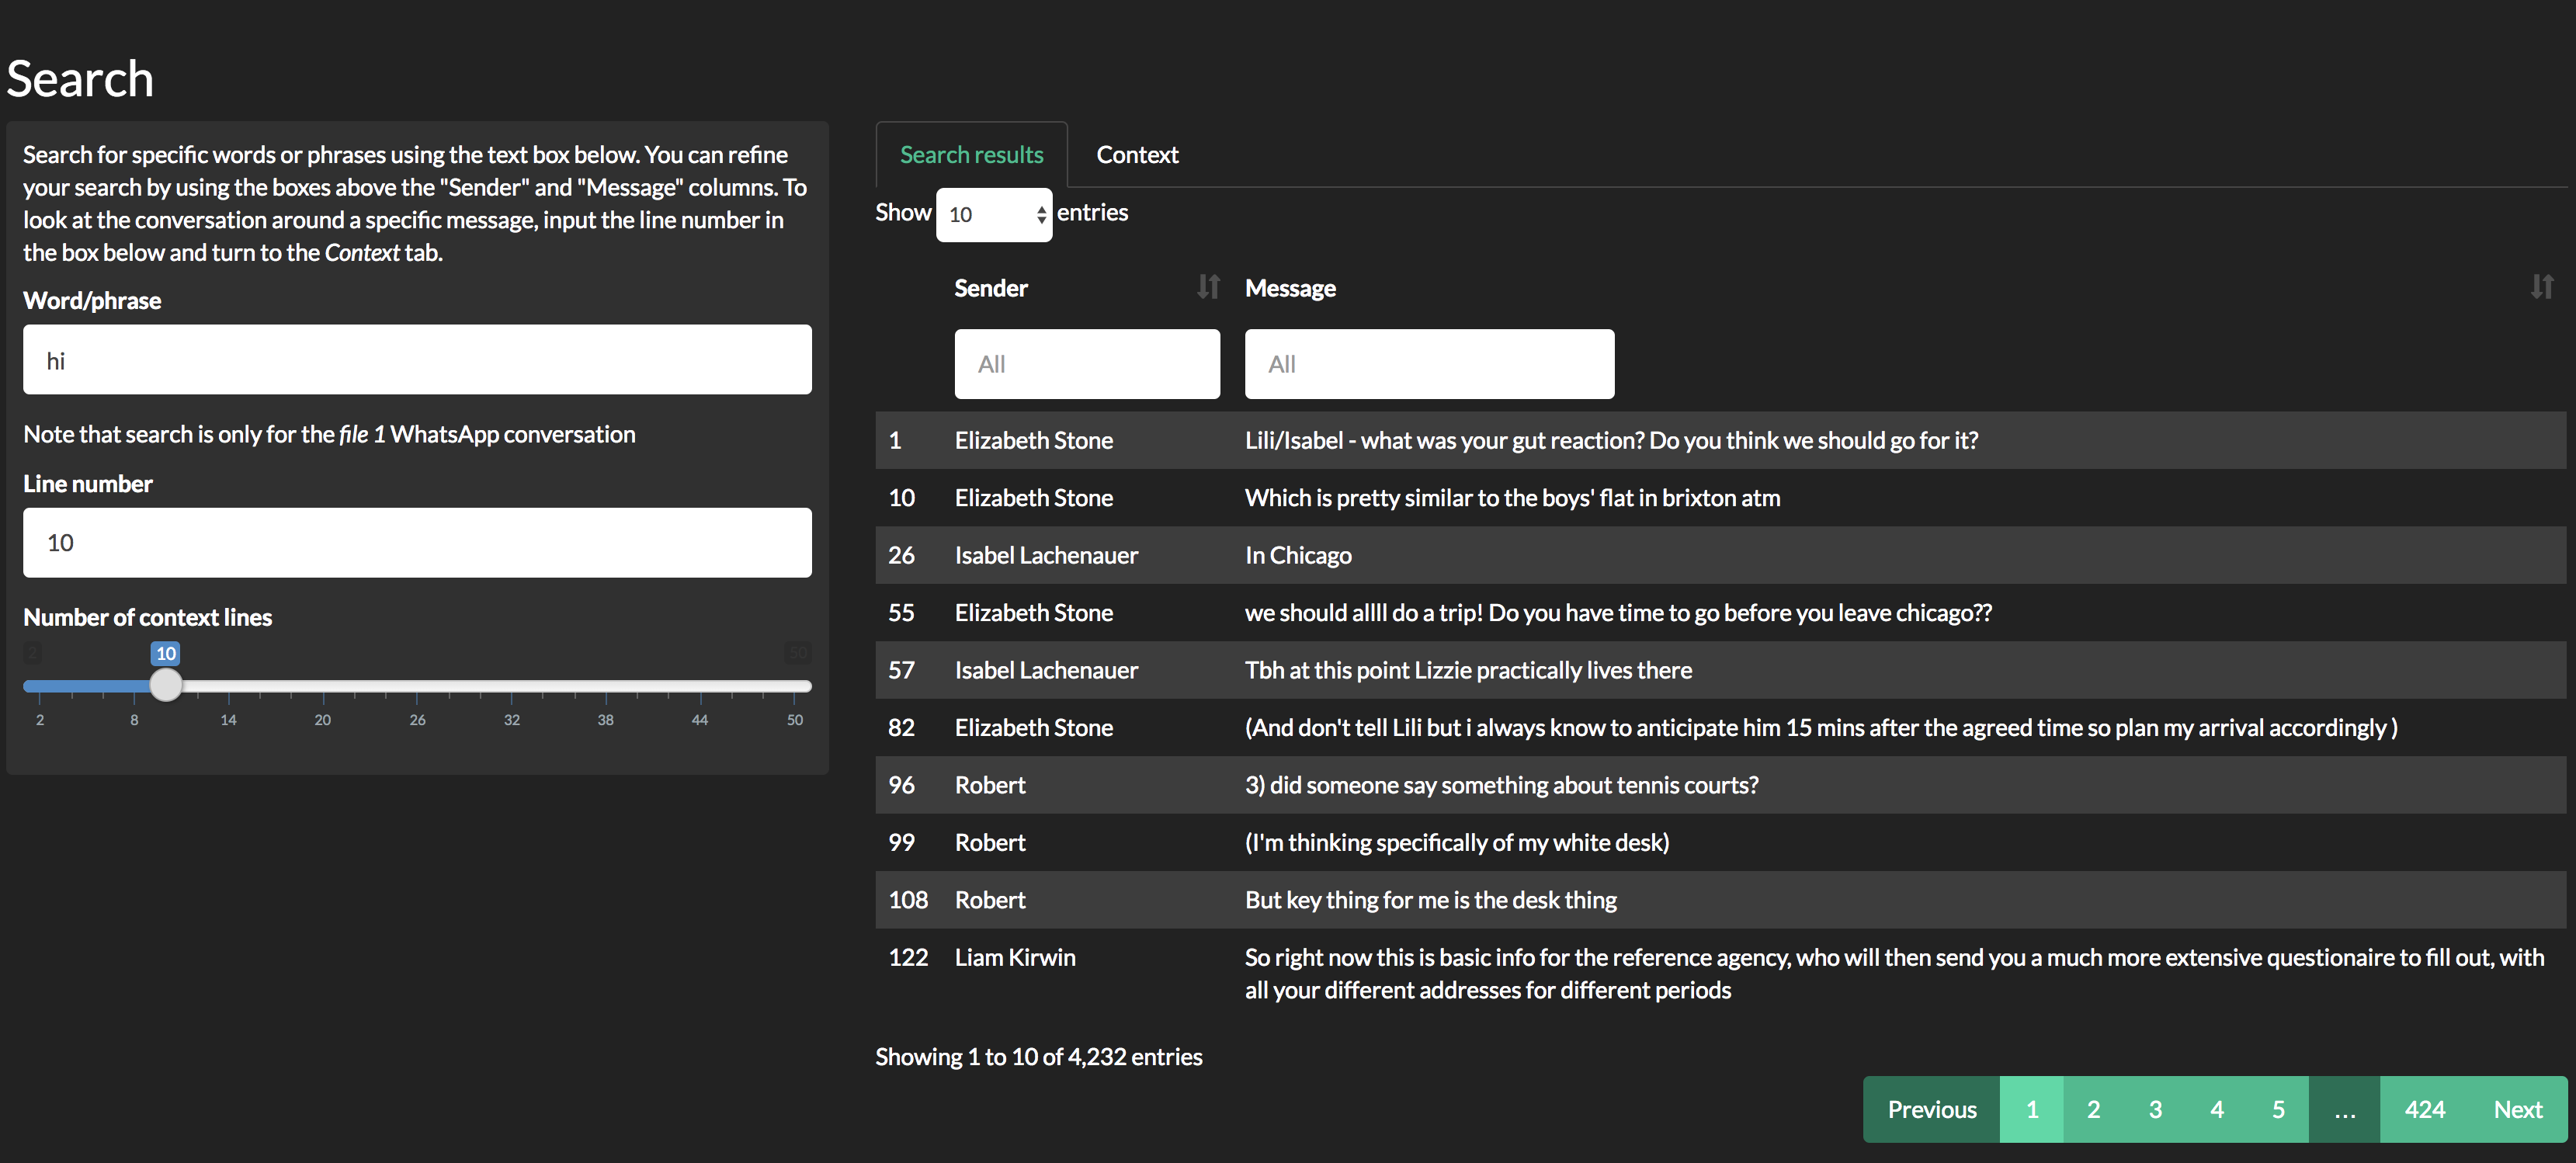 Search
Search for specific words or phrases using the text box below. You can refine
your search by using the boxes above the "Sender" and "Message" columns. To
look at the conversation around a specific message, input the line number in
the box below and turn to the Context tab.
Word/phrase
hi
Note that search is only for the file 1 WhatsApp conversation
Line number
10
Number of context lines
2 10 50
2 8 14 20 26 32 38 44 50
Search results Context
Show 10 entries
Sender Message
All All
1 Elizabeth Stone Lili/Isabel - what was your gut reaction? Do you think we should go for it?
10 Elizabeth Stone Which is pretty similar to the boys' flat in brixton atm
26 Isabel Lachenauer In Chicago
55 Elizabeth Stone we should allll do a trip! Do you have time to go before you leave chicago??
57 Isabel Lachenauer Tbh at this point Lizzie practically lives there
82 Elizabeth Stone (And don't tell Lili but i always know to anticipate him 15 mins after the agreed time so plan my arrival accordingly )
96 Robert 3) did someone say something about tennis courts?
99 Robert (I'm thinking specifically of my white desk)
108 Robert But key thing for me is the desk thing
122 Liam Kirwin So right now this is basic info for the reference agency, who will then send you a much more extensive questionaire to fill out, with
all your different addresses for different periods
Showing 1 to 10 of 4,232 entries
Previous 1 2 3 4 5 … 424 Next